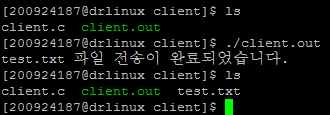 [200924187@drlinux client]$ ls
client.c  client.out
[200924187@drlinux client]$ ./client.out
test.txt 파일 전송이 완료되었습니다.
[200924187@drlinux client]$ ls
client.c  client.out  test.txt
[200924187@drlinux client]$